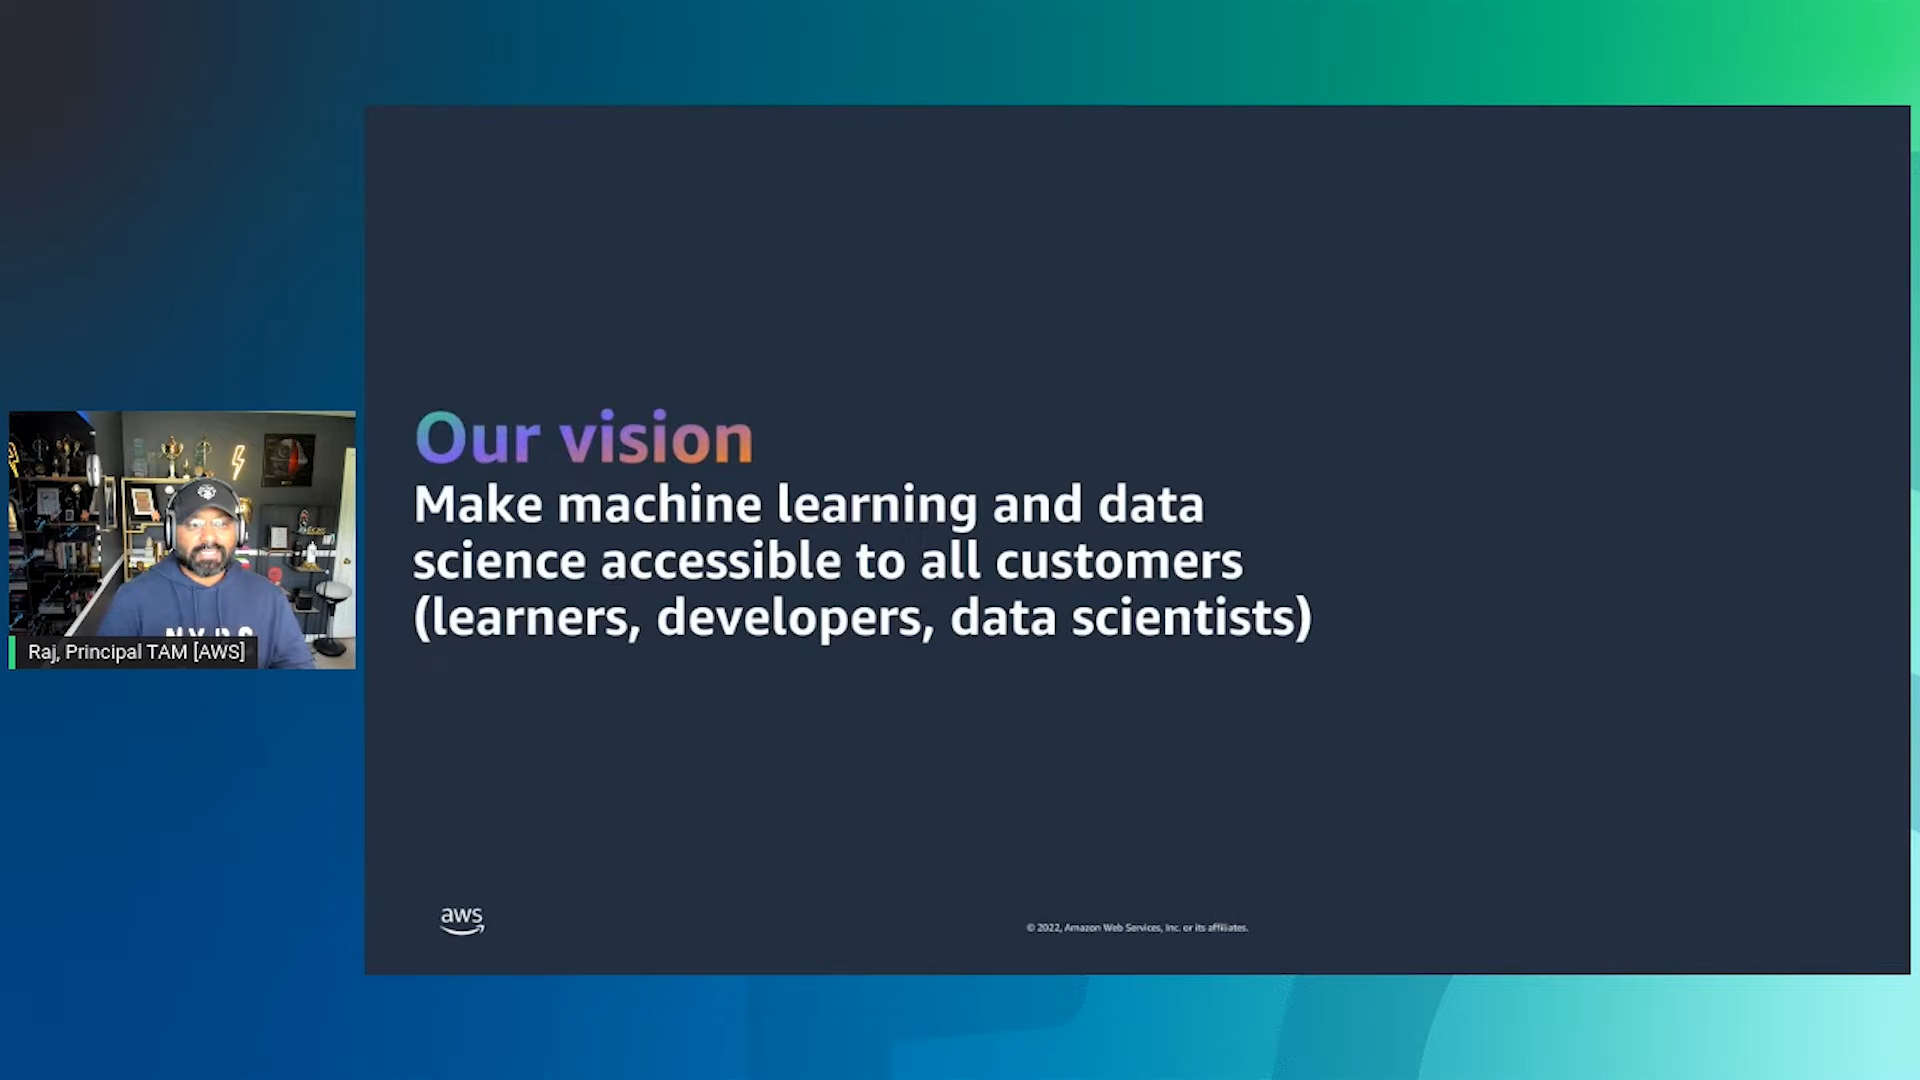 Our vision
Make machine learning and data
science accessible to all customers
(learners, developers, data scientists)
Raj, Principal TAM [AWS]
aws
© 2022, Amazon Web Services, Inc. or its affiliates.